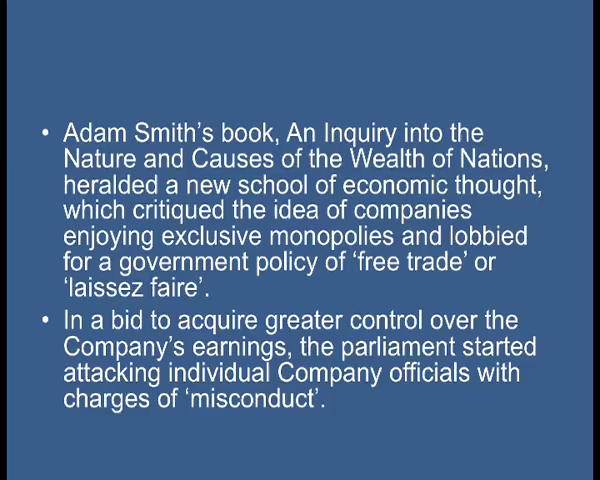 • Adam Smith's book, An Inquiry into the
Nature and Causes of the Wealth of Nations,
heralded a new school of economic thought,
which critiqued the idea of companies
enjoying exclusive monopolies and lobbied
for a government policy of ‘free trade’ or
‘laissez faire’.
• In a bid to acquire greater control over the
Company’s earnings, the parliament started
attacking individual Company officials with
charges of ‘misconduct’.